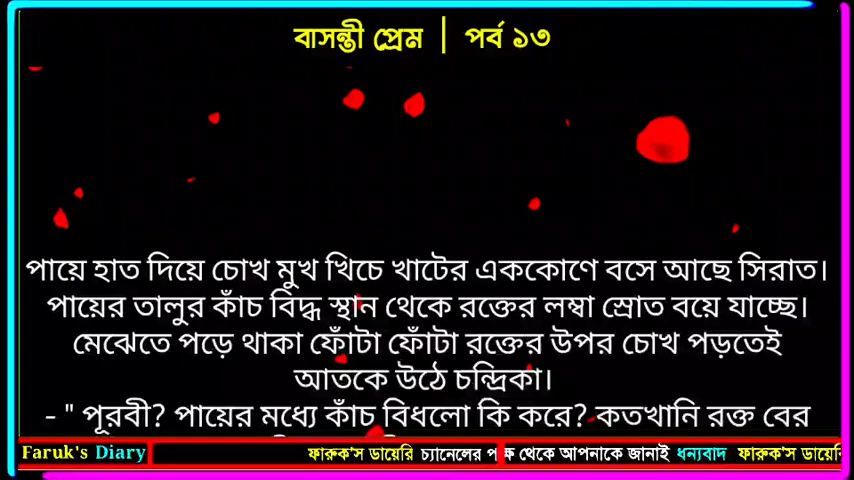 বাসন্তী প্রেম | পর্ব ১৩
পায়ে হাত দিয়ে চোখ মুখ খিচে খাটের এককোণে বসে আছে সিরাত।
পায়ের তালুর কাঁচ বিদ্ধ স্থান থেকে রক্তের লম্বা স্রোত বয়ে যাচ্ছে।
মেঝেতে পড়ে থাকা ফোঁটা ফোঁটা রক্তের উপর চোখ পড়তেই
আতকে উঠে চন্দ্রিকা।
- " পূরবী? পায়ের মধ্যে কাঁচ বিধলো কি করে? কতখানি রক্ত বের
Faruk's Diary ফারুক'স ডায়েরি চ্যানেলের পক্ষ থেকে আপনাকে জানাই ধন্যবাদ ফারুক'স ডায়েরি